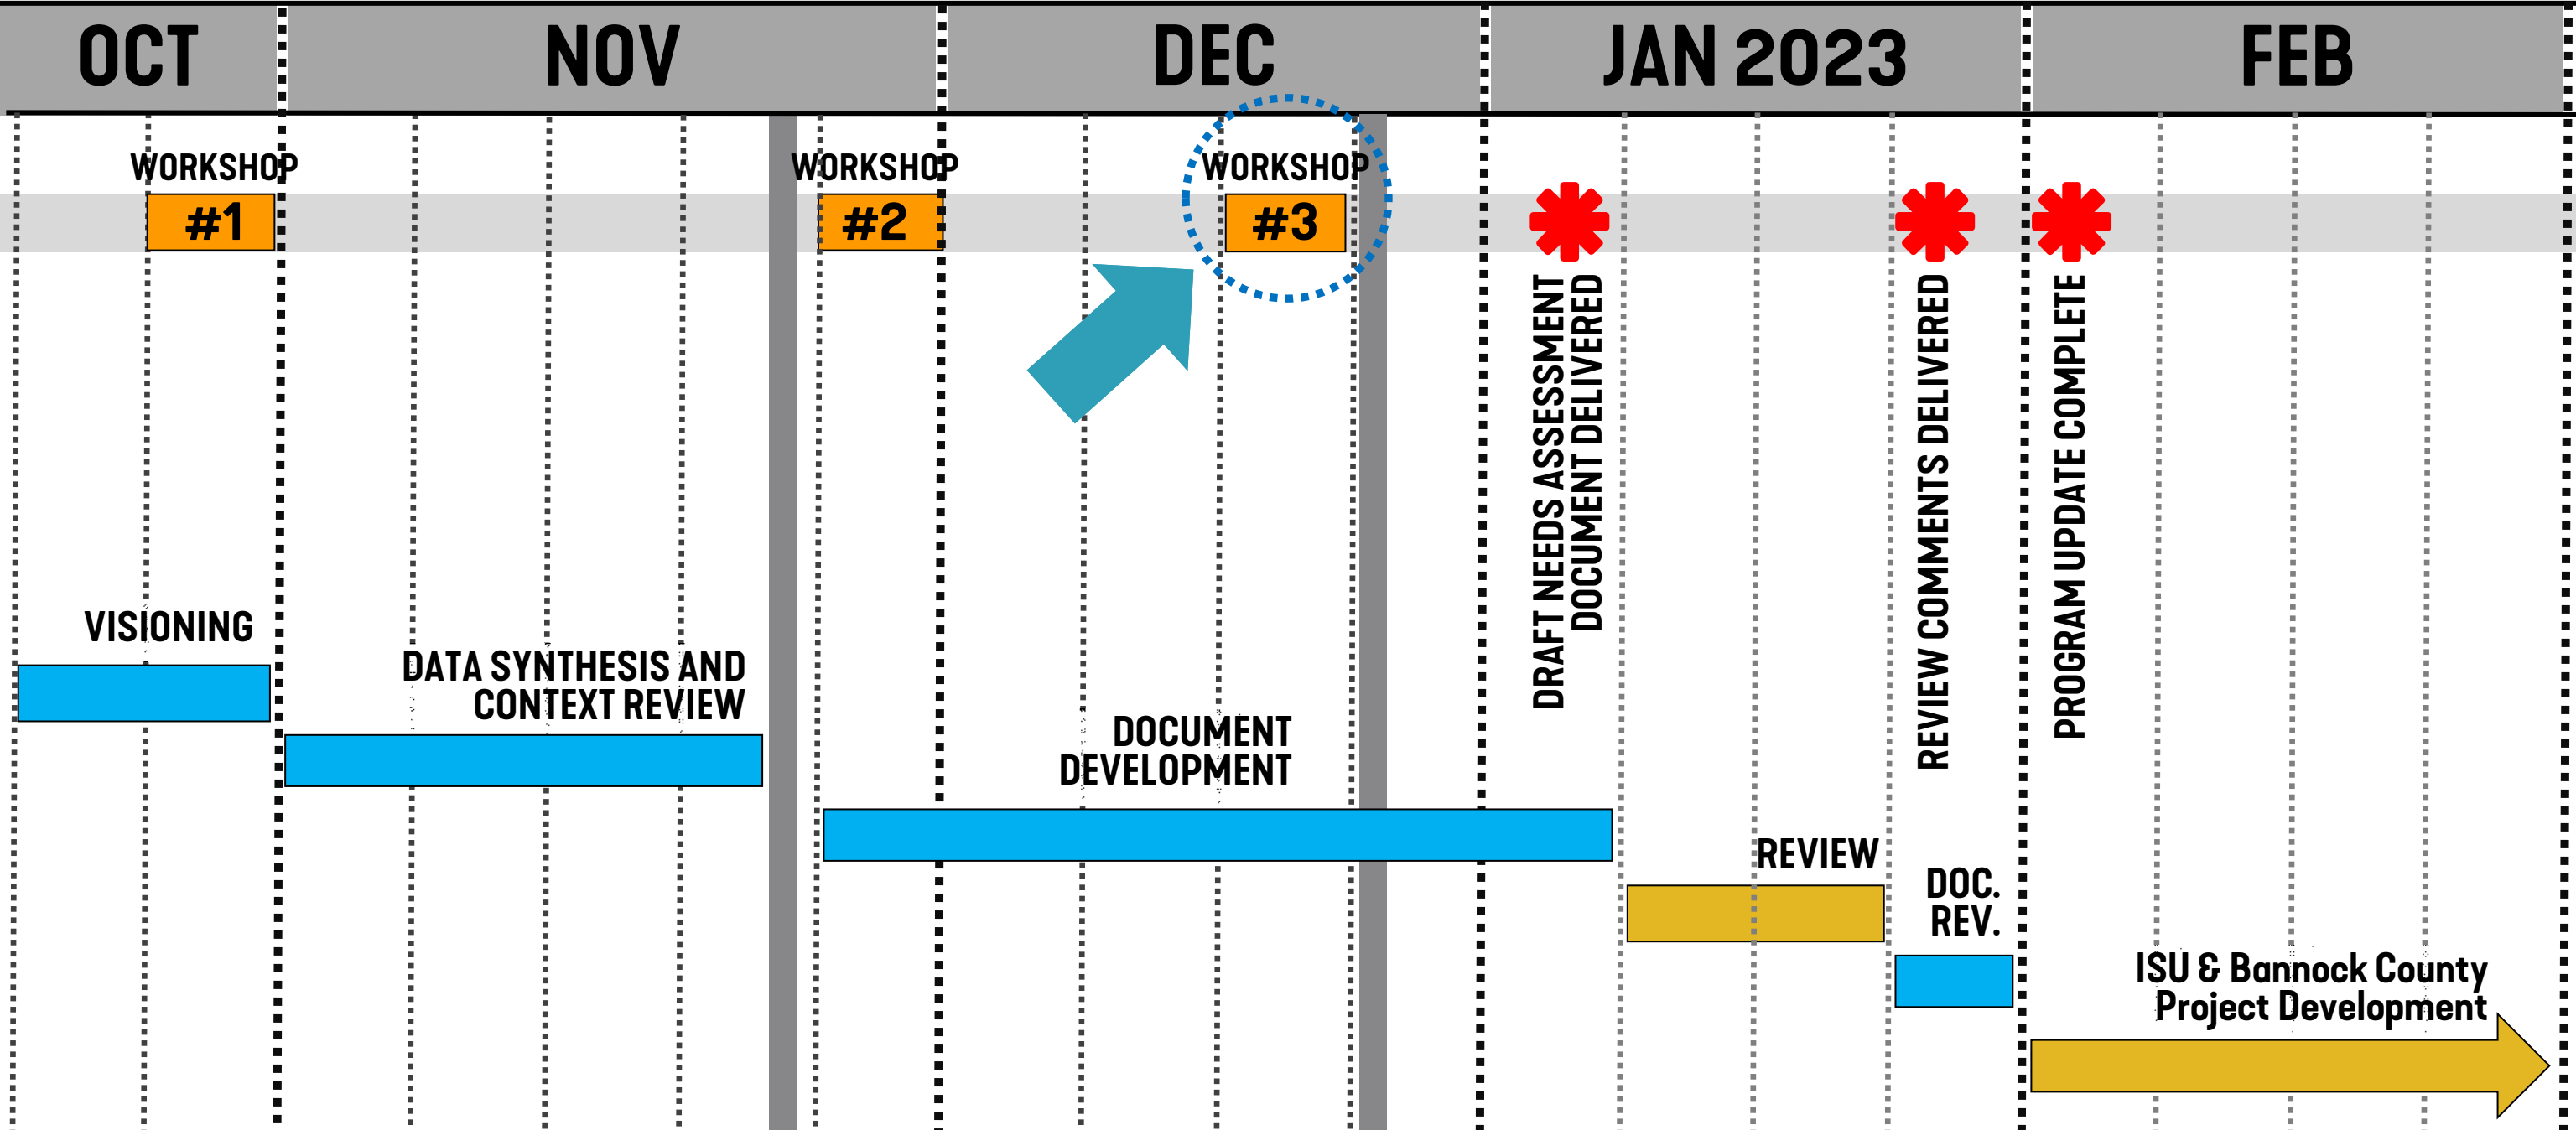 OCT
NOV
DEC
JAN 2023
FEB
WORKSHOP
#1
WORKSHOP
#2
WORKSHOP
#3
DRAFT NEEDS ASSESSMENT
DOCUMENT DELIVERED
REVIEW COMMENTS DELIVERED
PROGRAM UPDATE COMPLETE
VISIONING
DATA SYNTHESIS AND
CONTEXT REVIEW
DOCUMENT
DEVELOPMENT
REVIEW
DOC.
REV.
ISU & Bannock County
Project Development